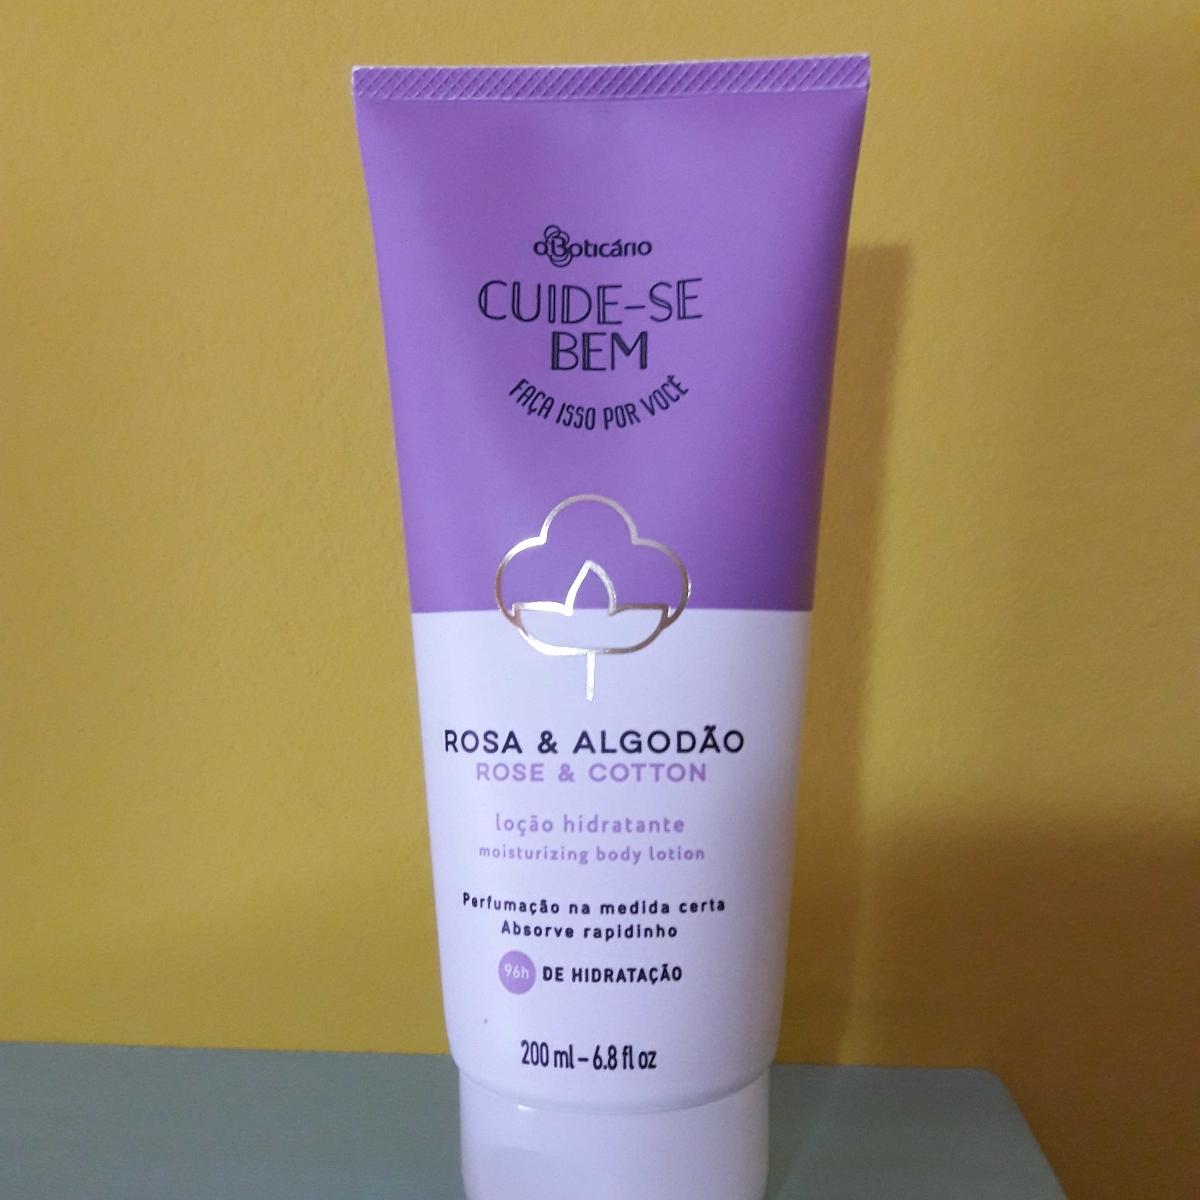 oBoticário
CUIDE-SE
BEM
FAÇA ISSO POR VOCÊ
ROSA & ALGODÃO
ROSE & COTTON
loção hidratante
moisturizing body lotion
Perfumação na medida certa
Absorve rapidinho
96h DE HIDRATAÇÃO
200 ml – 6.8 fl oz